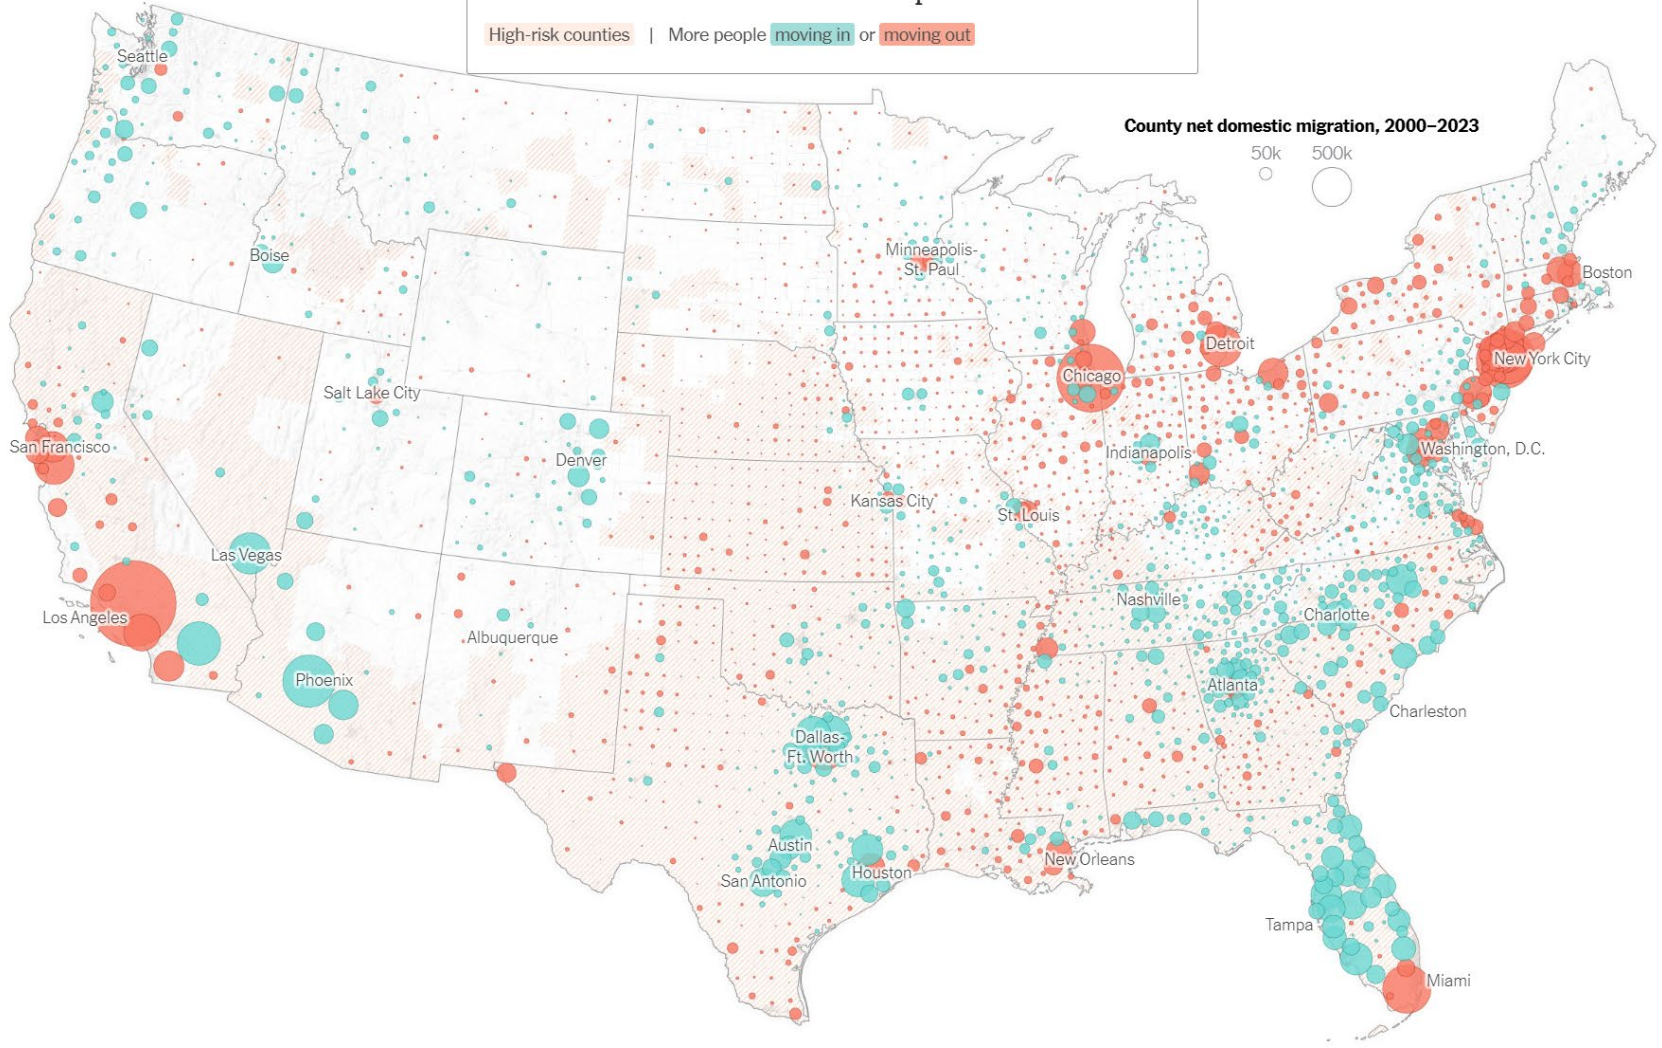 High-risk counties | More people moving in or moving out
County net domestic migration, 2000–2023
50k 500k
Seattle
Minneapolis-
St. Paul
Boise
Boston
Detroit
New York City
Chicago
Salt Lake City
San Francisco
Denver
Indianapolis
Washington, D.C.
Kansas City
St. Louis
Las Vegas
Nashville
Los Angeles
Charlotte
Albuquerque
Phoenix
Atlanta
Charleston
Dallas-
Ft. Worth
Austin
New Orleans
San Antonio
Houston
Tampa
Miami